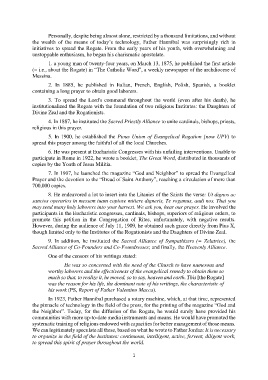 Personally, despite being almost alone, restricted by a thousand limitations, and without
the wealth of the means of today's technology, Father Hannibal was surprisingly rich in
initiatives to spread the Rogate. From the early years of his youth, with overwhelming and
unstoppable enthusiasm, he began his charismatic apostolate.
1. a young man of twenty-four years, on March 13, 1875, he published the first article
(= i.e., about the Rogate) in "The Catholic Word", a weekly newspaper of the archdiocese of
Messina.
2. In 1883, he published in Italian, French, English, Polish, Spanish, a booklet
containing a long prayer to obtain good laborers.
3. To spread the Lord's command throughout the world (even after his death), he
institutionalized the Rogate with the foundation of two religious Institutes: the Daughters of
Divine Zeal and the Rogationists.
4. In 1887, he instituted the Sacred Priestly Alliance to unite cardinals, bishops, priests,
religious in this prayer.
5. In 1900, he established the Pious Union of Evangelical Rogation (now UPV) to
spread this prayer among the faithful of all the local Churches.
6. He was present at Eucharistic Congresses with his unfailing interventions. Unable to
participate in Rome in 1922, he wrote a booklet, The Great Word, distributed in thousands of
copies by the Youth of Jesus Militia.
7. In 1907, he launched the magazine "God and Neighbor" to spread the Evangelical
Prayer and the devotion to the "Bread of Saint Anthony", reaching a circulation of more than
700,000 copies.
8. He endeavored a lot to insert into the Litanies of the Saints the verse: Ut dignos ac
sanctos operarios in messem tuam copiose mittere digneris, Te rogamus, audi nos. That you
may send many holy laborers into your harvest. We ask you, hear our prayer. He involved the
participants in the Eucharistic congresses, cardinals, bishops, superiors of religious orders, to
promote this petition in the Congregation of Rites, unfortunately, with negative results.
However, during the audience of July 11, 1909, he obtained such grace directly from Pius X,
though limited only to the Institutes of the Rogationists and the Daughters of Divine Zeal.
9. In addition, he instituted the Sacred Alliance of Sympathizers (= Zelatrici), the
Sacred Alliance of Co-Founders and Co-Foundresses; and finally, the Heavenly Alliance.
One of the censors of his writings stated:
He was so concerned with the need of the Church to have numerous and
worthy laborers and the effectiveness of the evangelical remedy to obtain those so
much so that, to realize it, he moved, so to say, heaven and earth. This [the Rogate]
was the reason for his life, the dominant note of his writings, the characteristic of
his work (PS, Report of Father Valentino Macca).
In 1923, Father Hannibal purchased a rotary machine, which, at that time, represented
the pinnacle of technology in the field of the press, for the printing of the magazine "God and
the Neighbor". Today, for the diffusion of the Rogate, he would surely have provided his
communities with more up-to-date media instruments and means. He would have promoted the
systematic training of religious endowed with a capacities for better management of those means.
We can legitimately speculate all these, based on what he wrote to Father Jordan: It is necessary
to organize in the field of the Institutes: continuous, intelligent, active, fervent, diligent work,
to spread this spirit of prayer throughout the world.
2